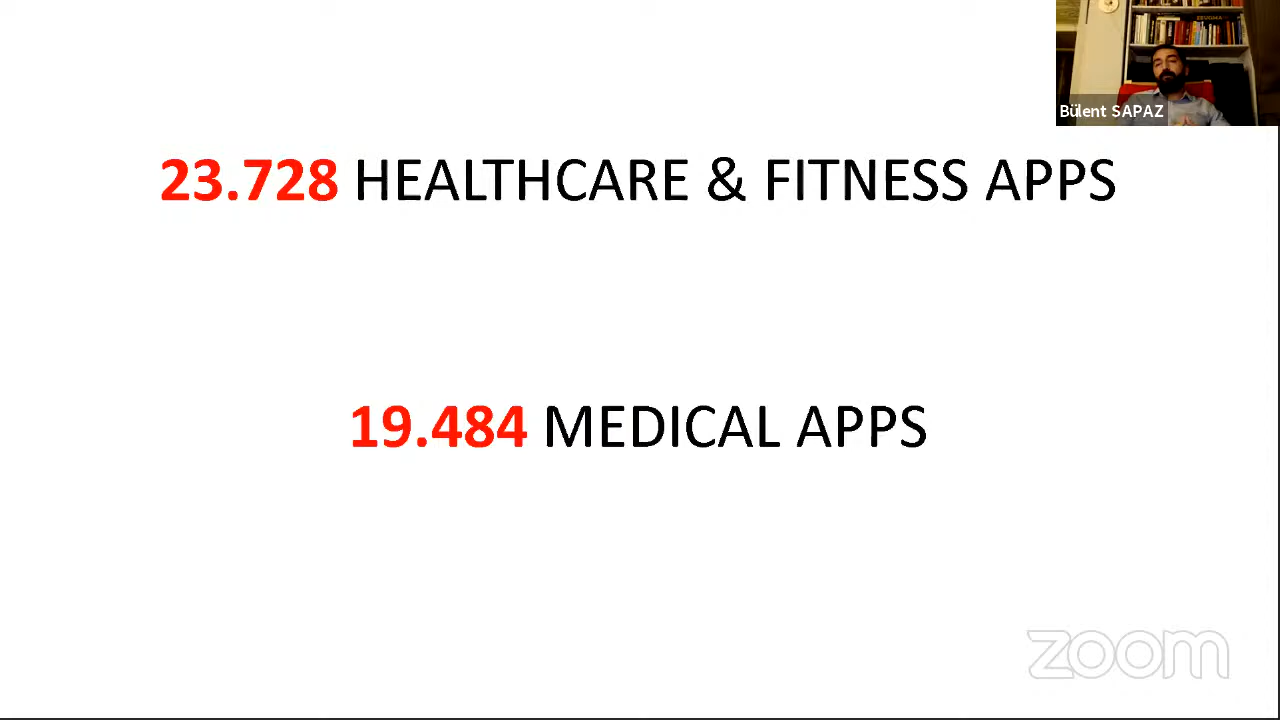 Bülent SAPAZ
23.728 HEALTHCARE & FITNESS APPS
19.484 MEDICAL APPS
zoom